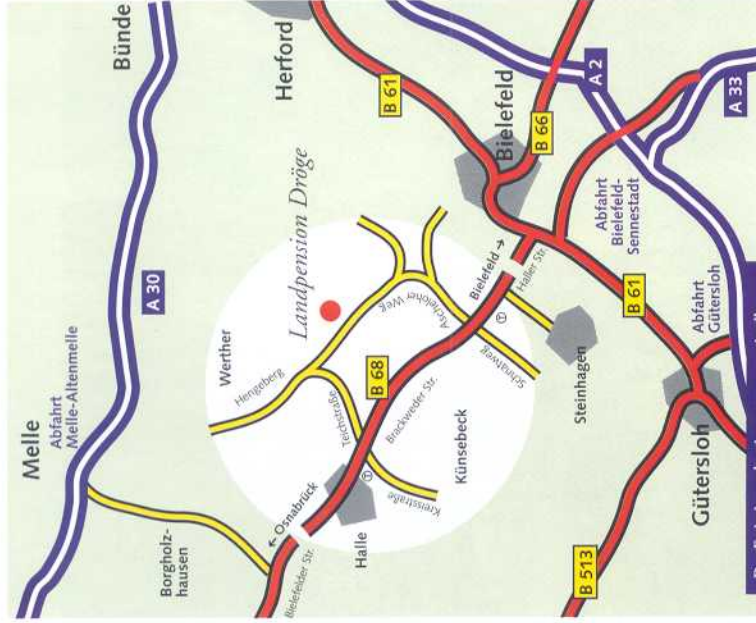 Melle
Abfahrt
Melle-Altenmelle
A 30
Bünde
Borgholz-
hausen
Werther
Landpension Dröge
Herford
Hengeberg
Teichstraße
Ascheloher Weg
← Osnabrück
Bielefelder Str.
Halle
B 68
Brackweder Str.
Kreisstraße
Künsebeck
Schnatweg
Bielefeld →
Haller Str.
Steinhagen
B 61
Bielefeld
B 66
A 2
A 33
Abfahrt
Bielefeld-
Sennestadt
B 61
Abfahrt
Gütersloh
Gütersloh
B 513